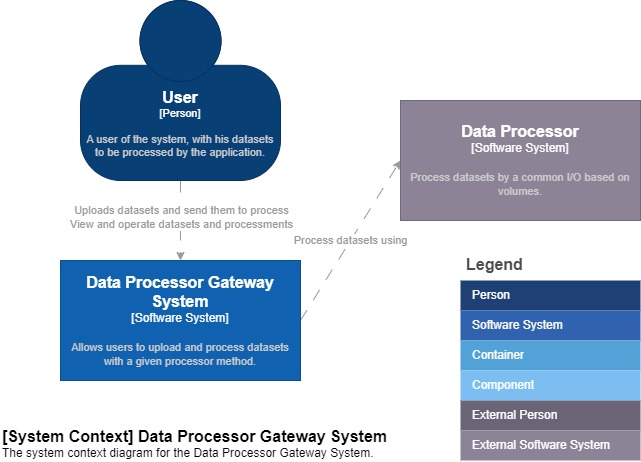 User
[Person]
A user of the system, with his datasets
to be processed by the application.
Data Processor
[Software System]
Process datasets by a common I/O based on
volumes.
Uploads datasets and send them to process
View and operate datasets and processments
Process datasets using
Data Processor Gateway
System
[Software System]
Allows users to upload and process datasets
with a given processor method.
Legend
Person
Software System
Container
Component
External Person
External Software System
[System Context] Data Processor Gateway System
The system context diagram for the Data Processor Gateway System.